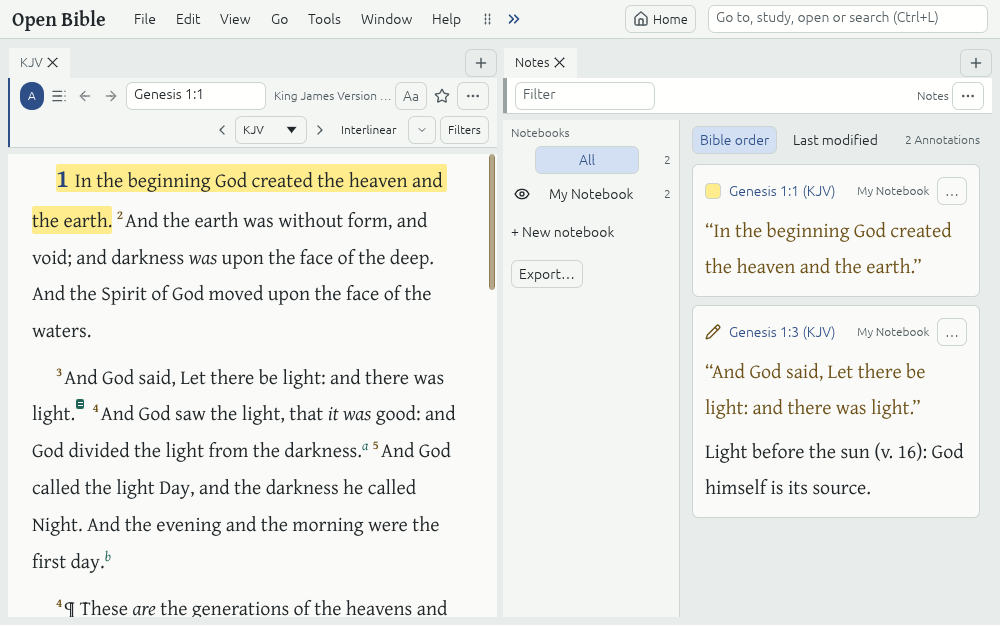 Open Bible File Edit View Go Tools Window Help Home Go to, study, open or search (Ctrl+L)
KJV
A Genesis 1:1 King James Version ... Aa
KJV Interlinear Filters
1 In the beginning God created the heaven and
the earth. 2 And the earth was without form, and
void; and darkness was upon the face of the deep.
And the Spirit of God moved upon the face of the
waters.
3 And God said, Let there be light: and there was
light. 4 And God saw the light, that it was good: and
God divided the light from the darkness.a 5 And God
called the light Day, and the darkness he called
Night. And the evening and the morning were the
first day.b
4 ¶ These are the generations of the heavens and
Notes
Filter Notes
Notebooks
All 2
My Notebook 2
+ New notebook
Export...
Bible order Last modified 2 Annotations
Genesis 1:1 (KJV) My Notebook ...
“In the beginning God created
the heaven and the earth.”
Genesis 1:3 (KJV) My Notebook ...
“And God said, Let there be
light: and there was light.”
Light before the sun (v. 16): God
himself is its source.